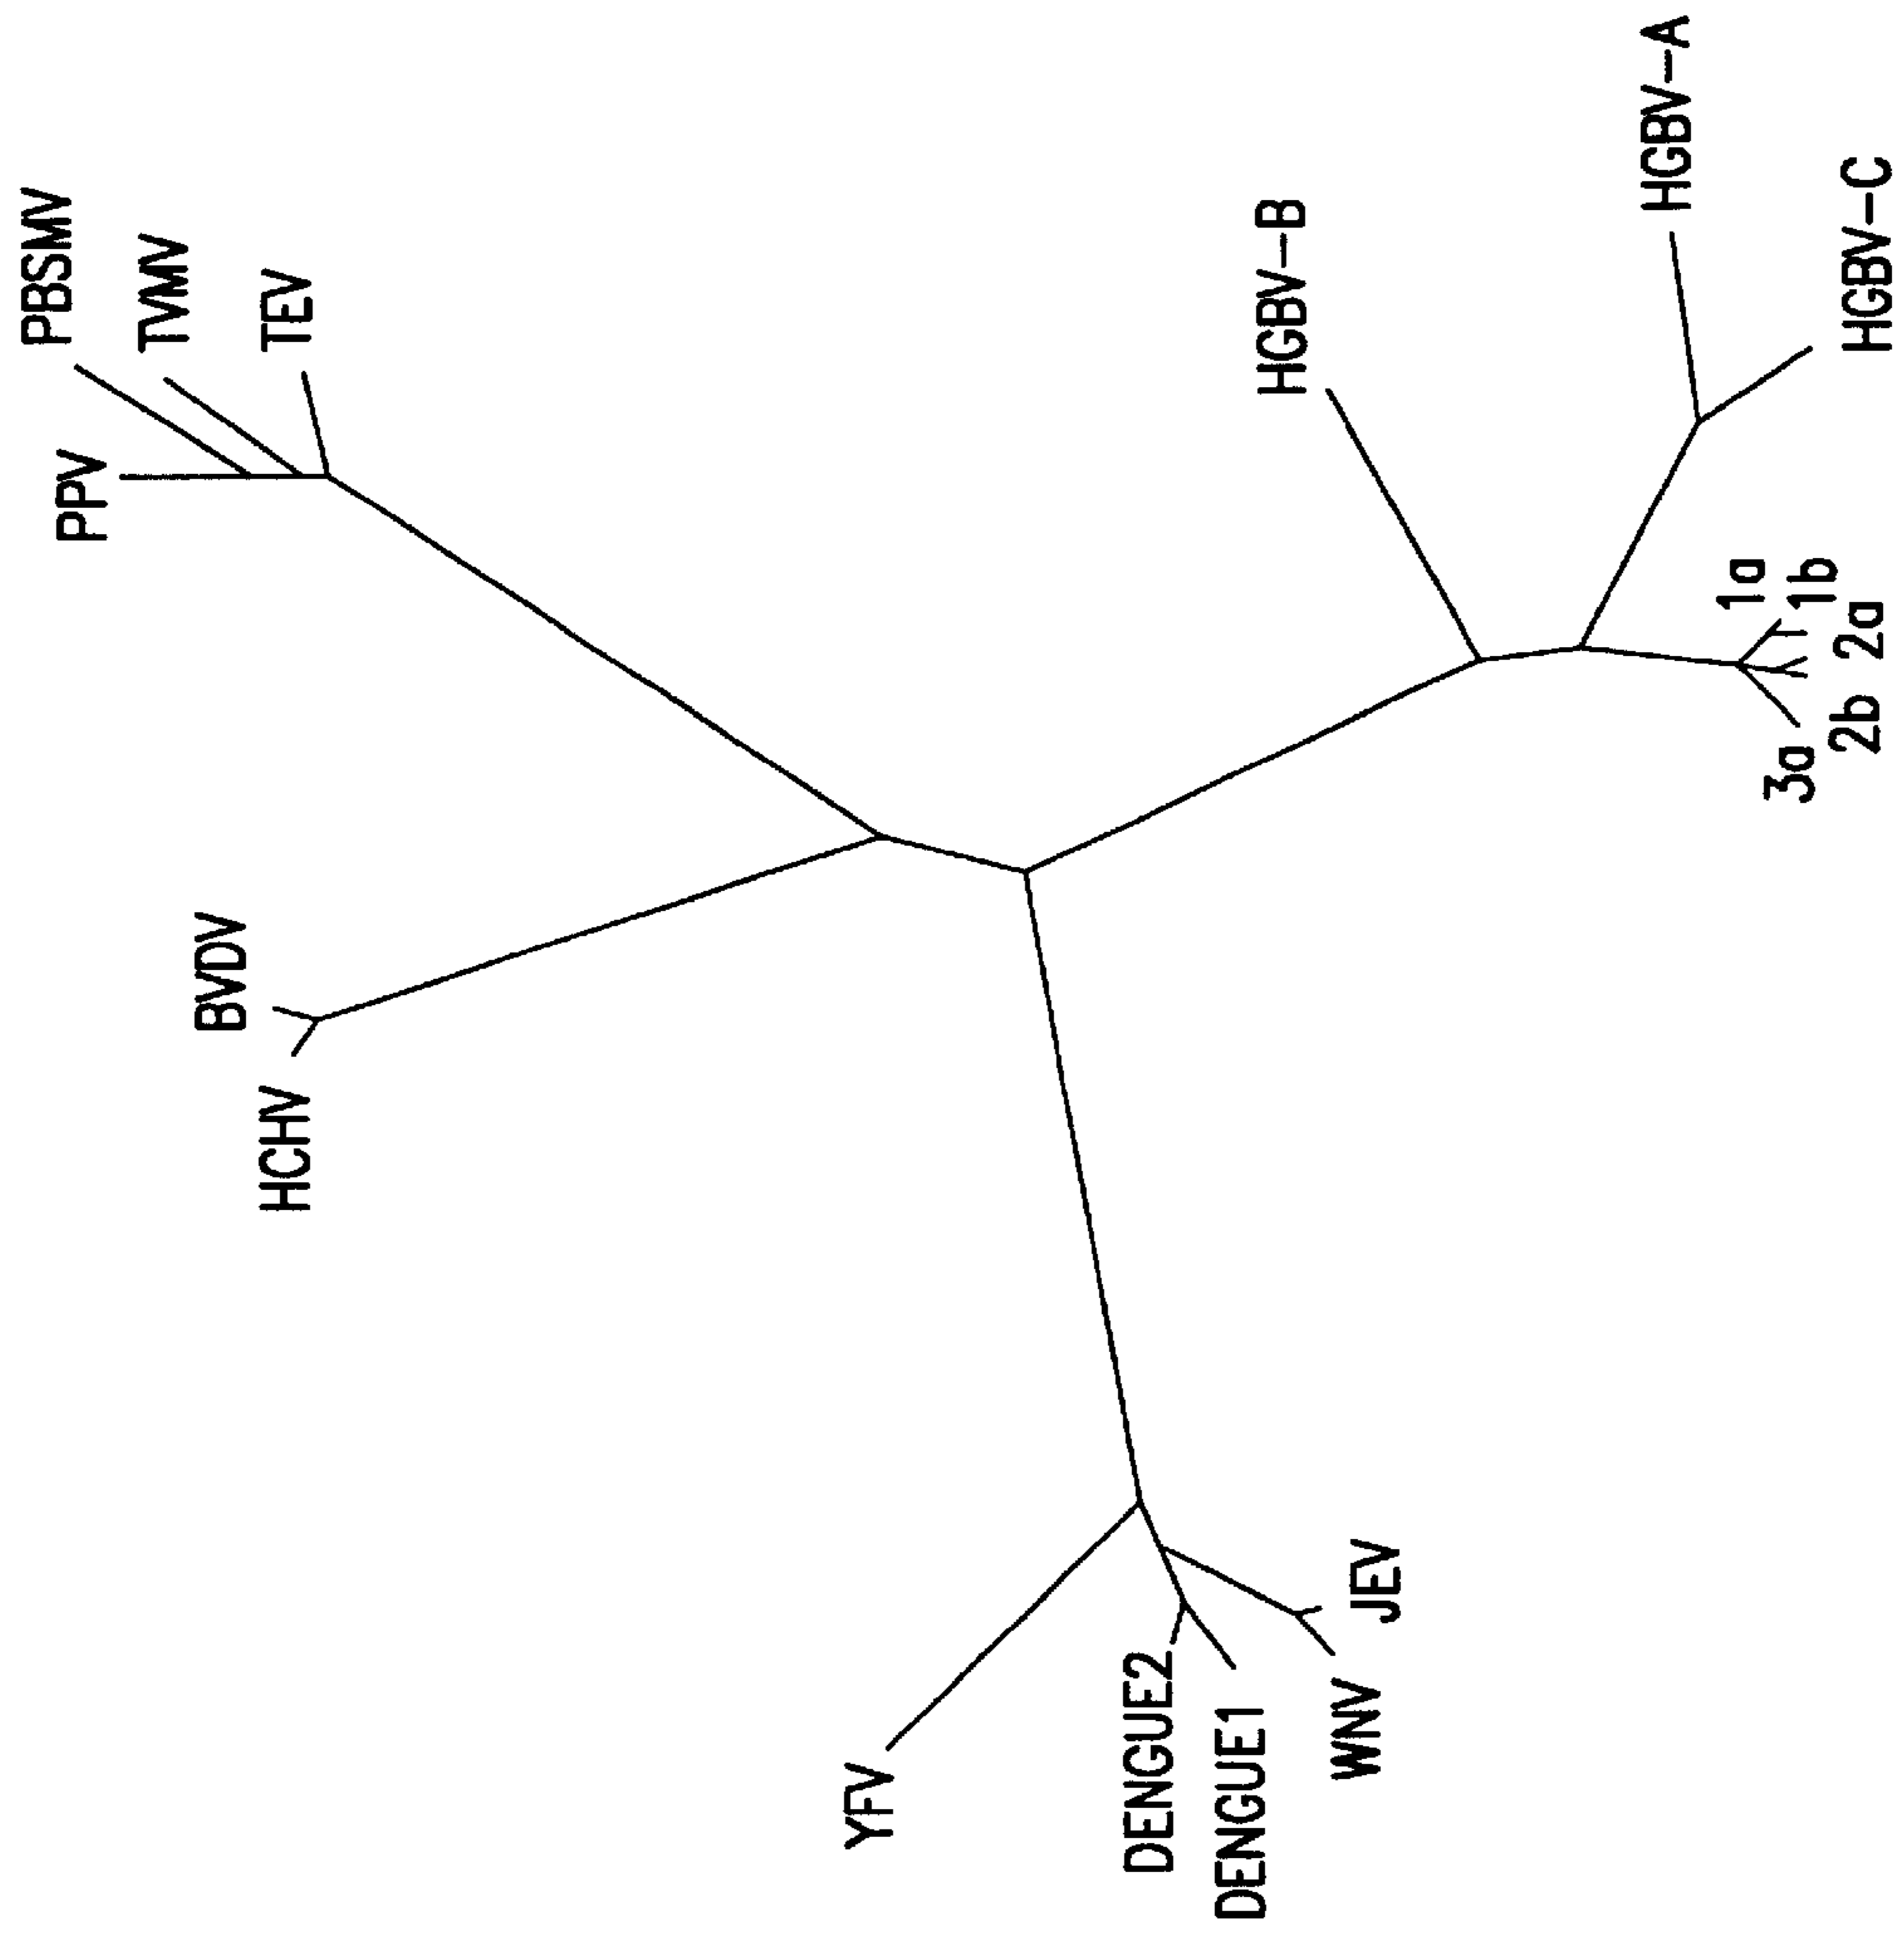 PPV
PBSMV
TVMV
TEV
HGBV-B
HGBV-A
HGBV-C
1a
1b
2a
2b
3a
BVDV
HCHV
YFV
DENGUE2
DENGUE1
WNV
JEV